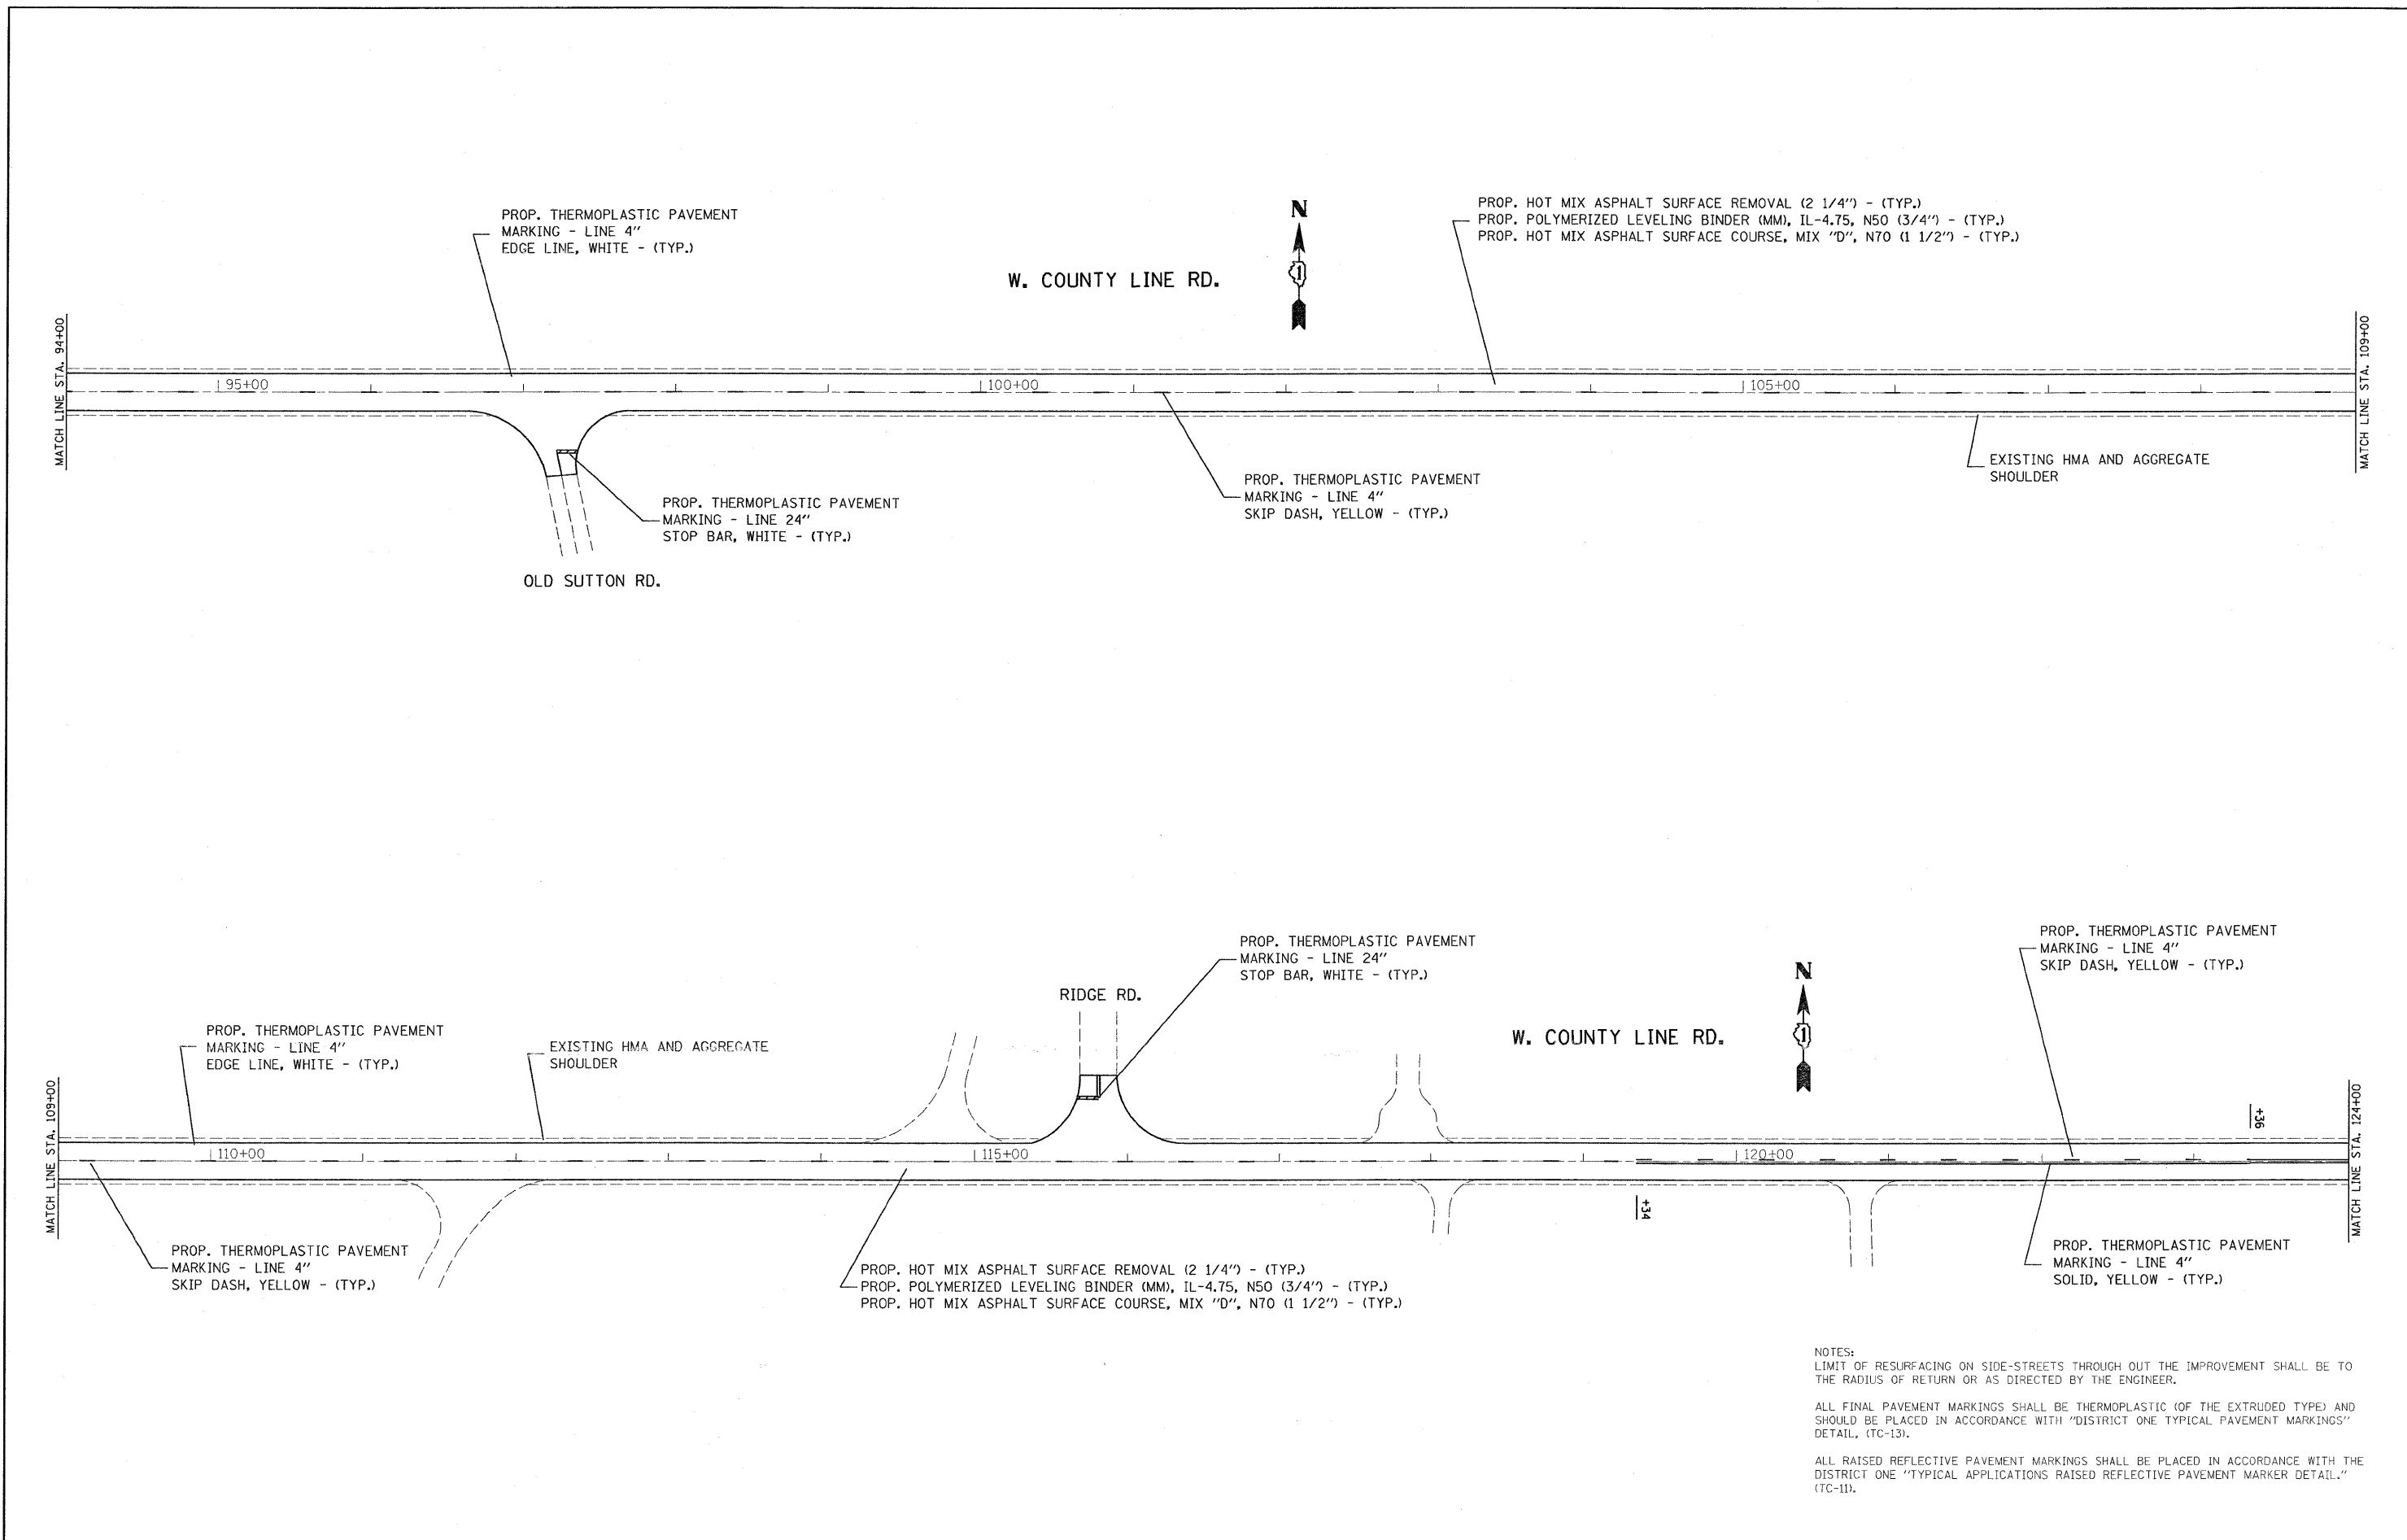 PROP. THERMOPLASTIC PAVEMENT
MARKING - LINE 4"
EDGE LINE, WHITE - (TYP.)
W. COUNTY LINE RD.
N
1
PROP. HOT MIX ASPHALT SURFACE REMOVAL (2 1/4") - (TYP.)
PROP. POLYMERIZED LEVELING BINDER (MM), IL-4.75, N50 (3/4") - (TYP.)
PROP. HOT MIX ASPHALT SURFACE COURSE, MIX "D", N70 (1 1/2") - (TYP.)
MATCH LINE STA. 94+00
95+00
100+00
105+00
MATCH LINE STA. 109+00
PROP. THERMOPLASTIC PAVEMENT
MARKING - LINE 24"
STOP BAR, WHITE - (TYP.)
PROP. THERMOPLASTIC PAVEMENT
MARKING - LINE 4"
SKIP DASH, YELLOW - (TYP.)
EXISTING HMA AND AGGREGATE
SHOULDER
OLD SUTTON RD.
PROP. THERMOPLASTIC PAVEMENT
MARKING - LINE 4"
EDGE LINE, WHITE - (TYP.)
EXISTING HMA AND AGGREGATE
SHOULDER
RIDGE RD.
PROP. THERMOPLASTIC PAVEMENT
MARKING - LINE 24"
STOP BAR, WHITE - (TYP.)
W. COUNTY LINE RD.
N
1
PROP. THERMOPLASTIC PAVEMENT
MARKING - LINE 4"
SKIP DASH, YELLOW - (TYP.)
MATCH LINE STA. 109+00
110+00
115+00
120+00
+36
+34
MATCH LINE STA. 124+00
PROP. THERMOPLASTIC PAVEMENT
MARKING - LINE 4"
SKIP DASH, YELLOW - (TYP.)
PROP. HOT MIX ASPHALT SURFACE REMOVAL (2 1/4") - (TYP.)
PROP. POLYMERIZED LEVELING BINDER (MM), IL-4.75, N50 (3/4") - (TYP.)
PROP. HOT MIX ASPHALT SURFACE COURSE, MIX "D", N70 (1 1/2") - (TYP.)
PROP. THERMOPLASTIC PAVEMENT
MARKING - LINE 4"
SOLID, YELLOW - (TYP.)
NOTES:
LIMIT OF RESURFACING ON SIDE-STREETS THROUGH OUT THE IMPROVEMENT SHALL BE TO
THE RADIUS OF RETURN OR AS DIRECTED BY THE ENGINEER.
ALL FINAL PAVEMENT MARKINGS SHALL BE THERMOPLASTIC (OF THE EXTRUDED TYPE) AND
SHOULD BE PLACED IN ACCORDANCE WITH "DISTRICT ONE TYPICAL PAVEMENT MARKINGS"
DETAIL, (TC-13).
ALL RAISED REFLECTIVE PAVEMENT MARKINGS SHALL BE PLACED IN ACCORDANCE WITH THE
DISTRICT ONE "TYPICAL APPLICATIONS RAISED REFLECTIVE PAVEMENT MARKER DETAIL."
(TC-11).